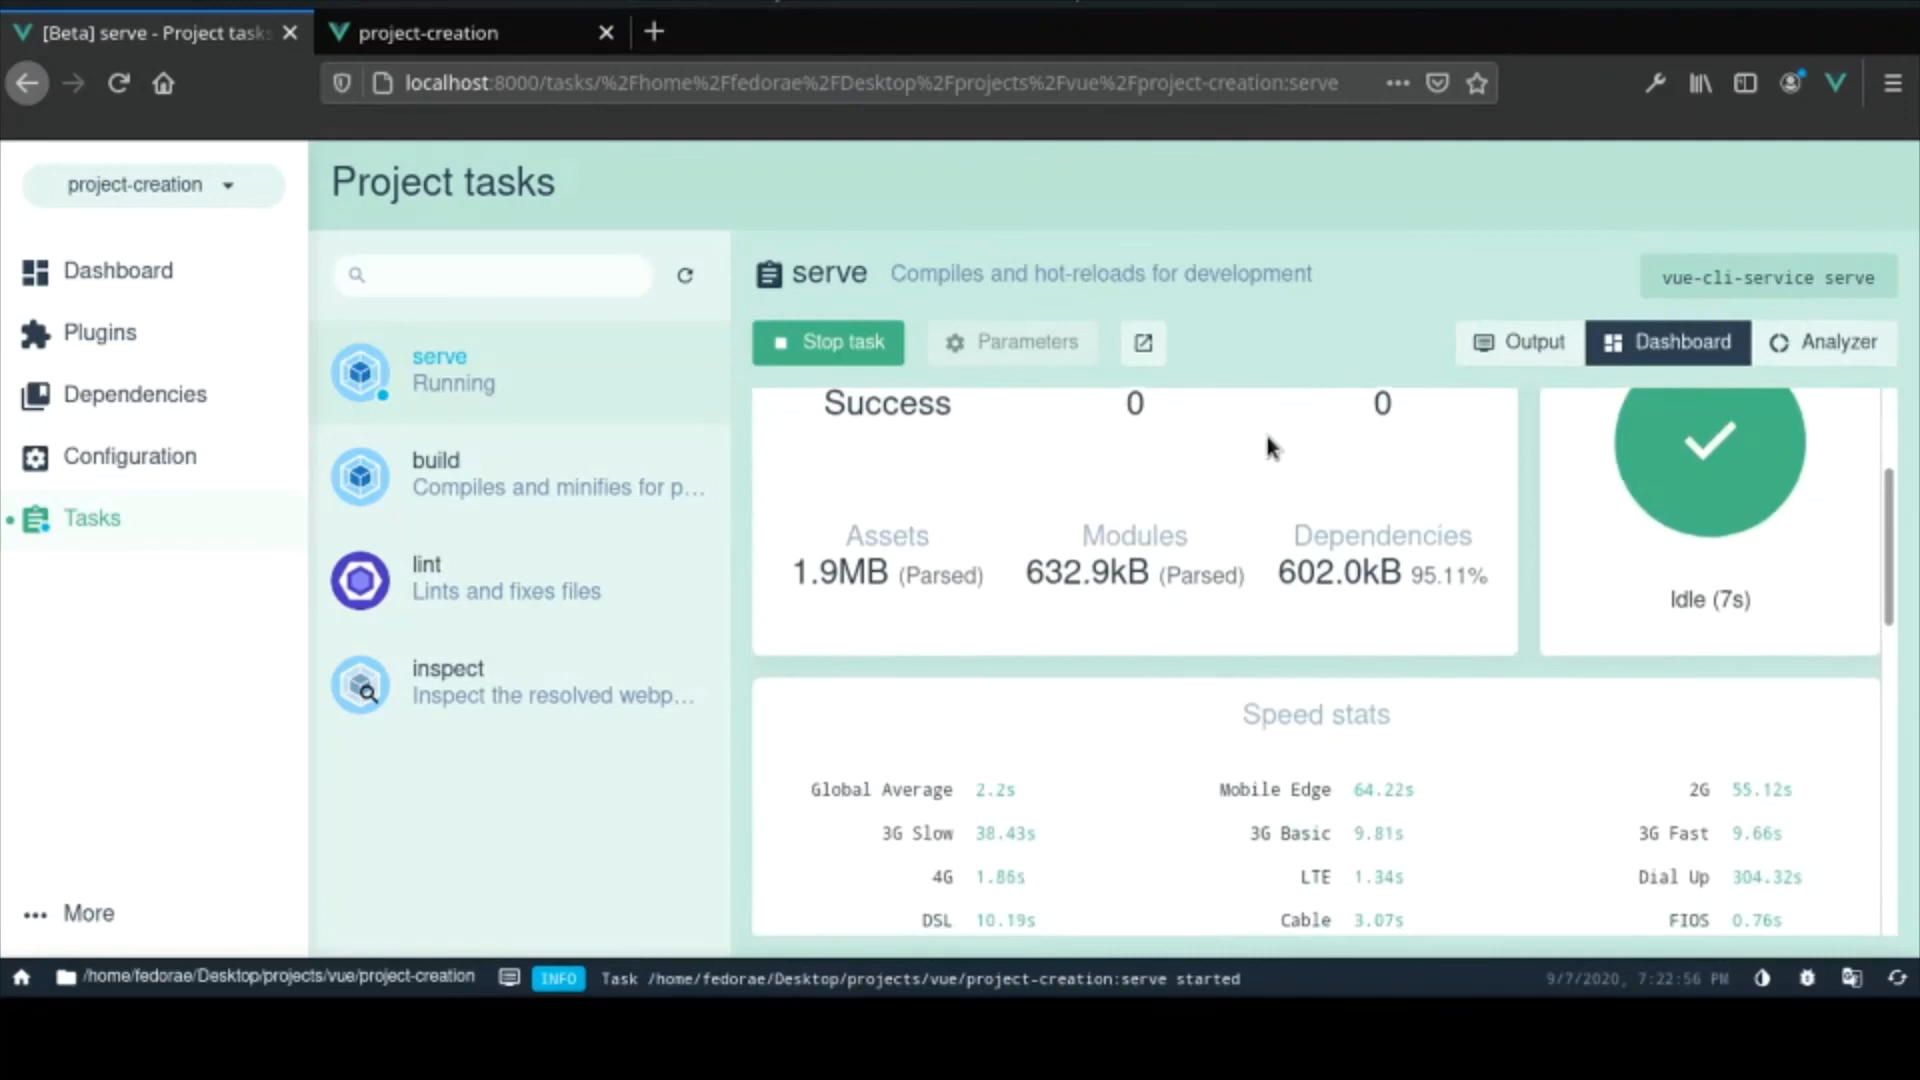 [Beta] serve - Project tasks
project-creation
localhost:8000/tasks/%2Fhome%2Ffedorae%2FDesktop%2Fprojects%2Fvue%2Fproject-creation:serve
project-creation
Project tasks
Dashboard
Plugins
Dependencies
Configuration
Tasks
More
serve
Running
build
Compiles and minifies for p...
lint
Lints and fixes files
inspect
Inspect the resolved webp...
serve Compiles and hot-reloads for development
vue-cli-service serve
Stop task
Parameters
Output
Dashboard
Analyzer
Success 0 0
Assets Modules Dependencies
1.9MB (Parsed) 632.9kB (Parsed) 602.0kB 95.11%
Idle (7s)
Speed stats
Global Average 2.2s Mobile Edge 64.22s 2G 55.12s
3G Slow 38.43s 3G Basic 9.81s 3G Fast 9.66s
4G 1.86s LTE 1.34s Dial Up 304.32s
DSL 10.19s Cable 3.07s FIOS 0.76s
/home/fedorae/Desktop/projects/vue/project-creation INFO Task /home/fedorae/Desktop/projects/vue/project-creation:serve started 9/7/2020, 7:22:56 PM